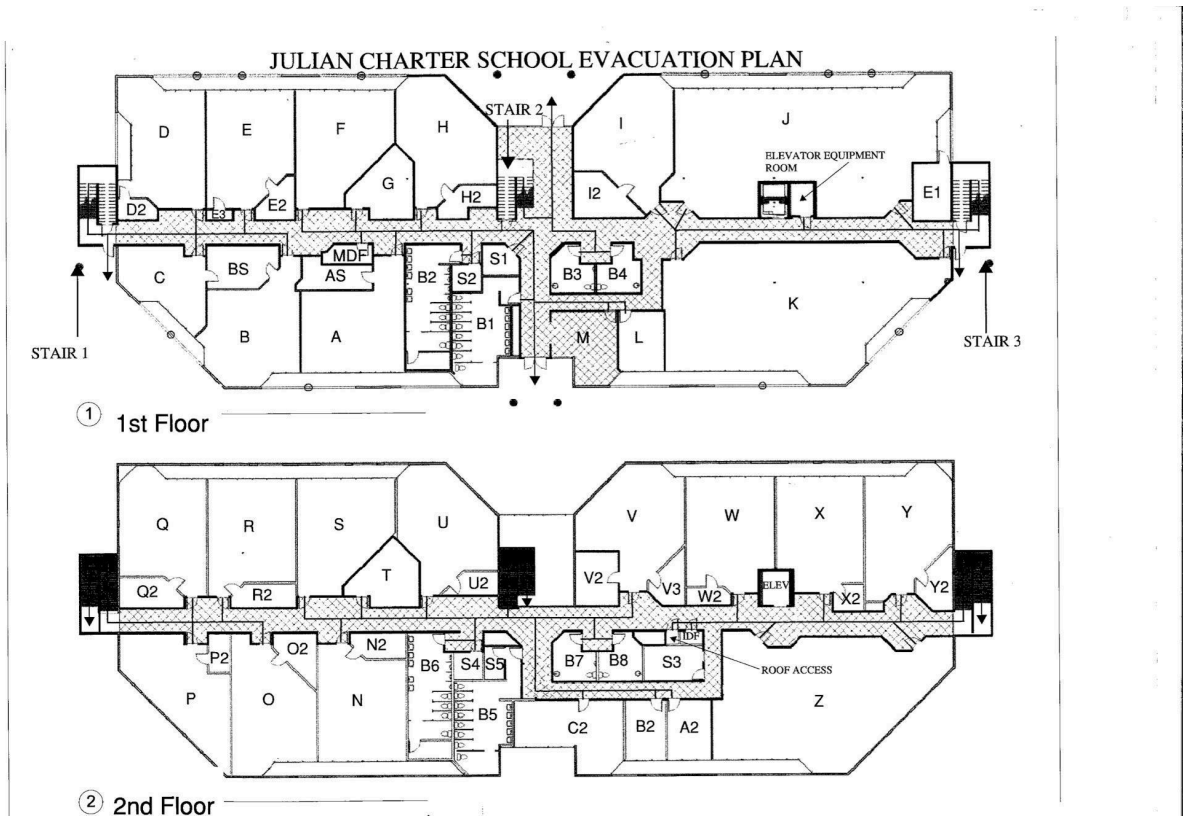 JULIAN CHARTER SCHOOL EVACUATION PLAN
STAIR 2
D
E
F
H
I
J
ELEVATOR EQUIPMENT
ROOM
G
D2
E3
E2
H2
I2
E1
C
BS
MDF
AS
B2
S2
S1
B3
B4
K
B
A
B1
M
L
STAIR 1
STAIR 3
1 1st Floor
Q
R
S
U
V
W
X
Y
T
Q2
R2
U2
V2
V3
W2
ELEV
X2
Y2
P2
O2
N2
B6
S4
S5
B7
B8
IDF
S3
ROOF ACCESS
P
O
N
B5
C2
B2
A2
Z
2 2nd Floor